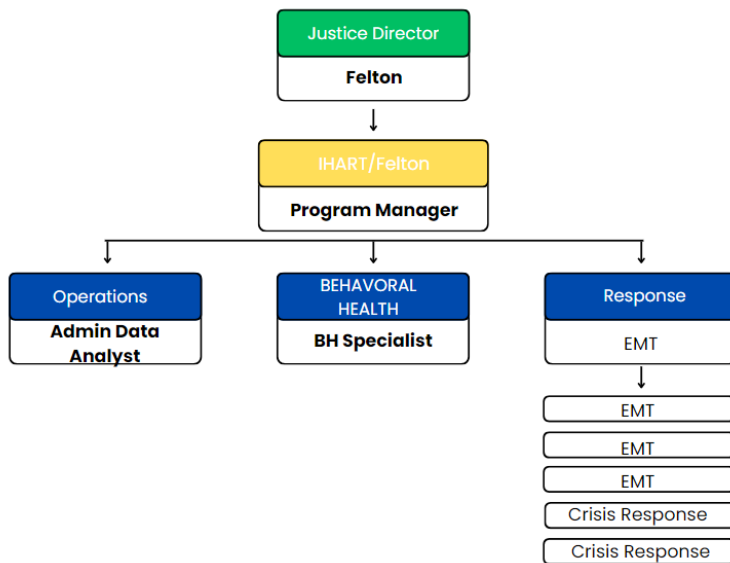 Justice Director
Felton
IHART/Felton
Program Manager
Operations
Admin Data
Analyst
BEHAVORAL
HEALTH
BH Specialist
Response
EMT
EMT
EMT
EMT
Crisis Response
Crisis Response